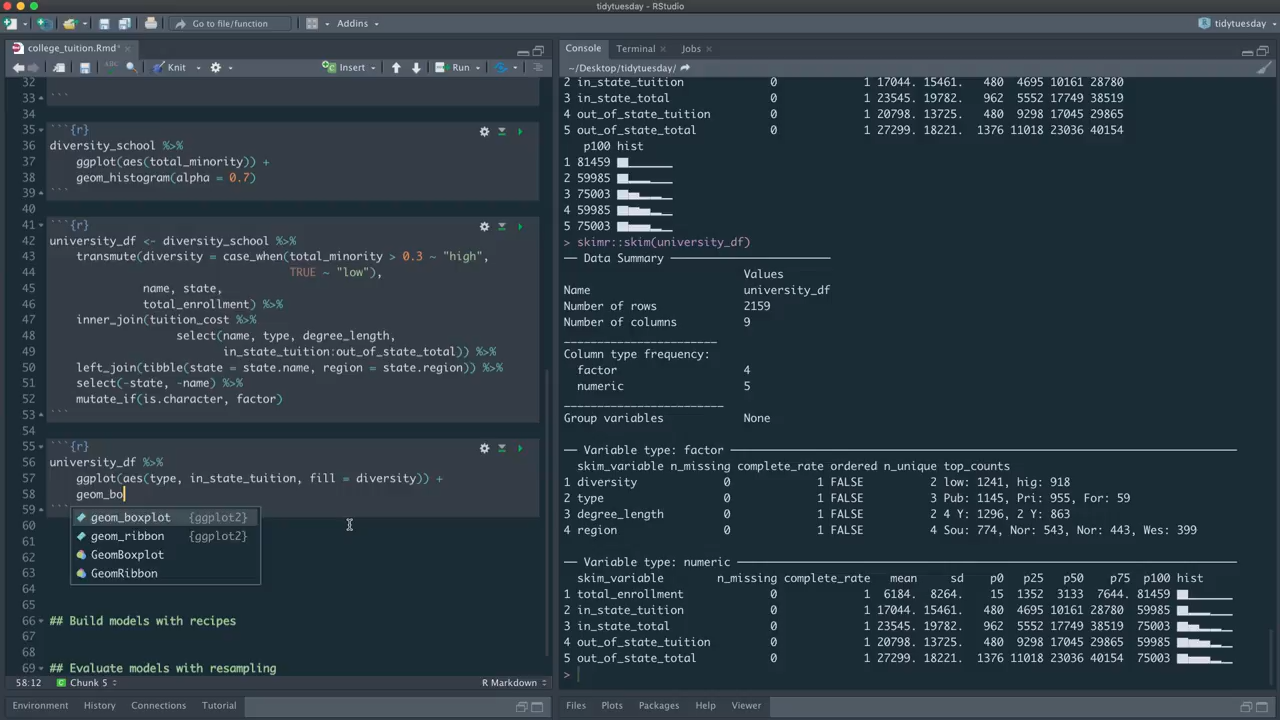 tidytuesday - RStudio
Go to file/function
Addins
tidytuesday
college_tuition.Rmd*
ABC
Knit
Insert
Run
32
33 ```
34
35 ```{r}
36 diversity_school %>%
37 ggplot(aes(total_minority)) +
38 geom_histogram(alpha = 0.7)
39 ```
40
41 ```{r}
42 university_df <- diversity_school %>%
43 transmute(diversity = case_when(total_minority > 0.3 ~ "high",
44 TRUE ~ "low"),
45 name, state,
46 total_enrollment) %>%
47 inner_join(tuition_cost %>%
48 select(name, type, degree_length,
49 in_state_tuition:out_of_state_total)) %>%
50 left_join(tibble(state = state.name, region = state.region)) %>%
51 select(-state, -name) %>%
52 mutate_if(is.character, factor)
53 ```
54
55 ```{r}
56 university_df %>%
57 ggplot(aes(type, in_state_tuition, fill = diversity)) +
58 geom_bo
59 ```
geom_boxplot {ggplot2}
60
geom_ribbon {ggplot2}
61
GeomBoxplot
62
GeomRibbon
63
64
65
66 ## Build models with recipes
67
68
69 ## Evaluate models with resampling
58:12 Chunk 5 R Markdown
Environment History Connections Tutorial
Console Terminal Jobs
~/Desktop/tidytuesday/
2 in_state_tuition 0 1 17044. 15461. 480 4695 10161 28780
3 in_state_total 0 1 23545. 19782. 962 5552 17749 38519
4 out_of_state_tuition 0 1 20798. 13725. 480 9298 17045 29865
5 out_of_state_total 0 1 27299. 18221. 1376 11018 23036 40154
p100 hist
1 81459
2 59985
3 75003
4 59985
5 75003
> skimr::skim(university_df)
── Data Summary ────────────────────────
Values
Name university_df
Number of rows 2159
Number of columns 9
_______________________
Column type frequency:
factor 4
numeric 5
________________________
Group variables None
── Variable type: factor ────────────────────────
skim_variable n_missing complete_rate ordered n_unique top_counts
1 diversity 0 1 FALSE 2 low: 1241, hig: 918
2 type 0 1 FALSE 3 Pub: 1145, Pri: 955, For: 59
3 degree_length 0 1 FALSE 2 4 Y: 1296, 2 Y: 863
4 region 0 1 FALSE 4 Sou: 774, Nor: 543, Nor: 443, Wes: 399
── Variable type: numeric ────────────────────────
skim_variable n_missing complete_rate mean sd p0 p25 p50 p75 p100 hist
1 total_enrollment 0 1 6184. 8264. 15 1352 3133 7644. 81459
2 in_state_tuition 0 1 17044. 15461. 480 4695 10161 28780 59985
3 in_state_total 0 1 23545. 19782. 962 5552 17749 38519 75003
4 out_of_state_tuition 0 1 20798. 13725. 480 9298 17045 29865 59985
5 out_of_state_total 0 1 27299. 18221. 1376 11018 23036 40154 75003
>
Files Plots Packages Help Viewer